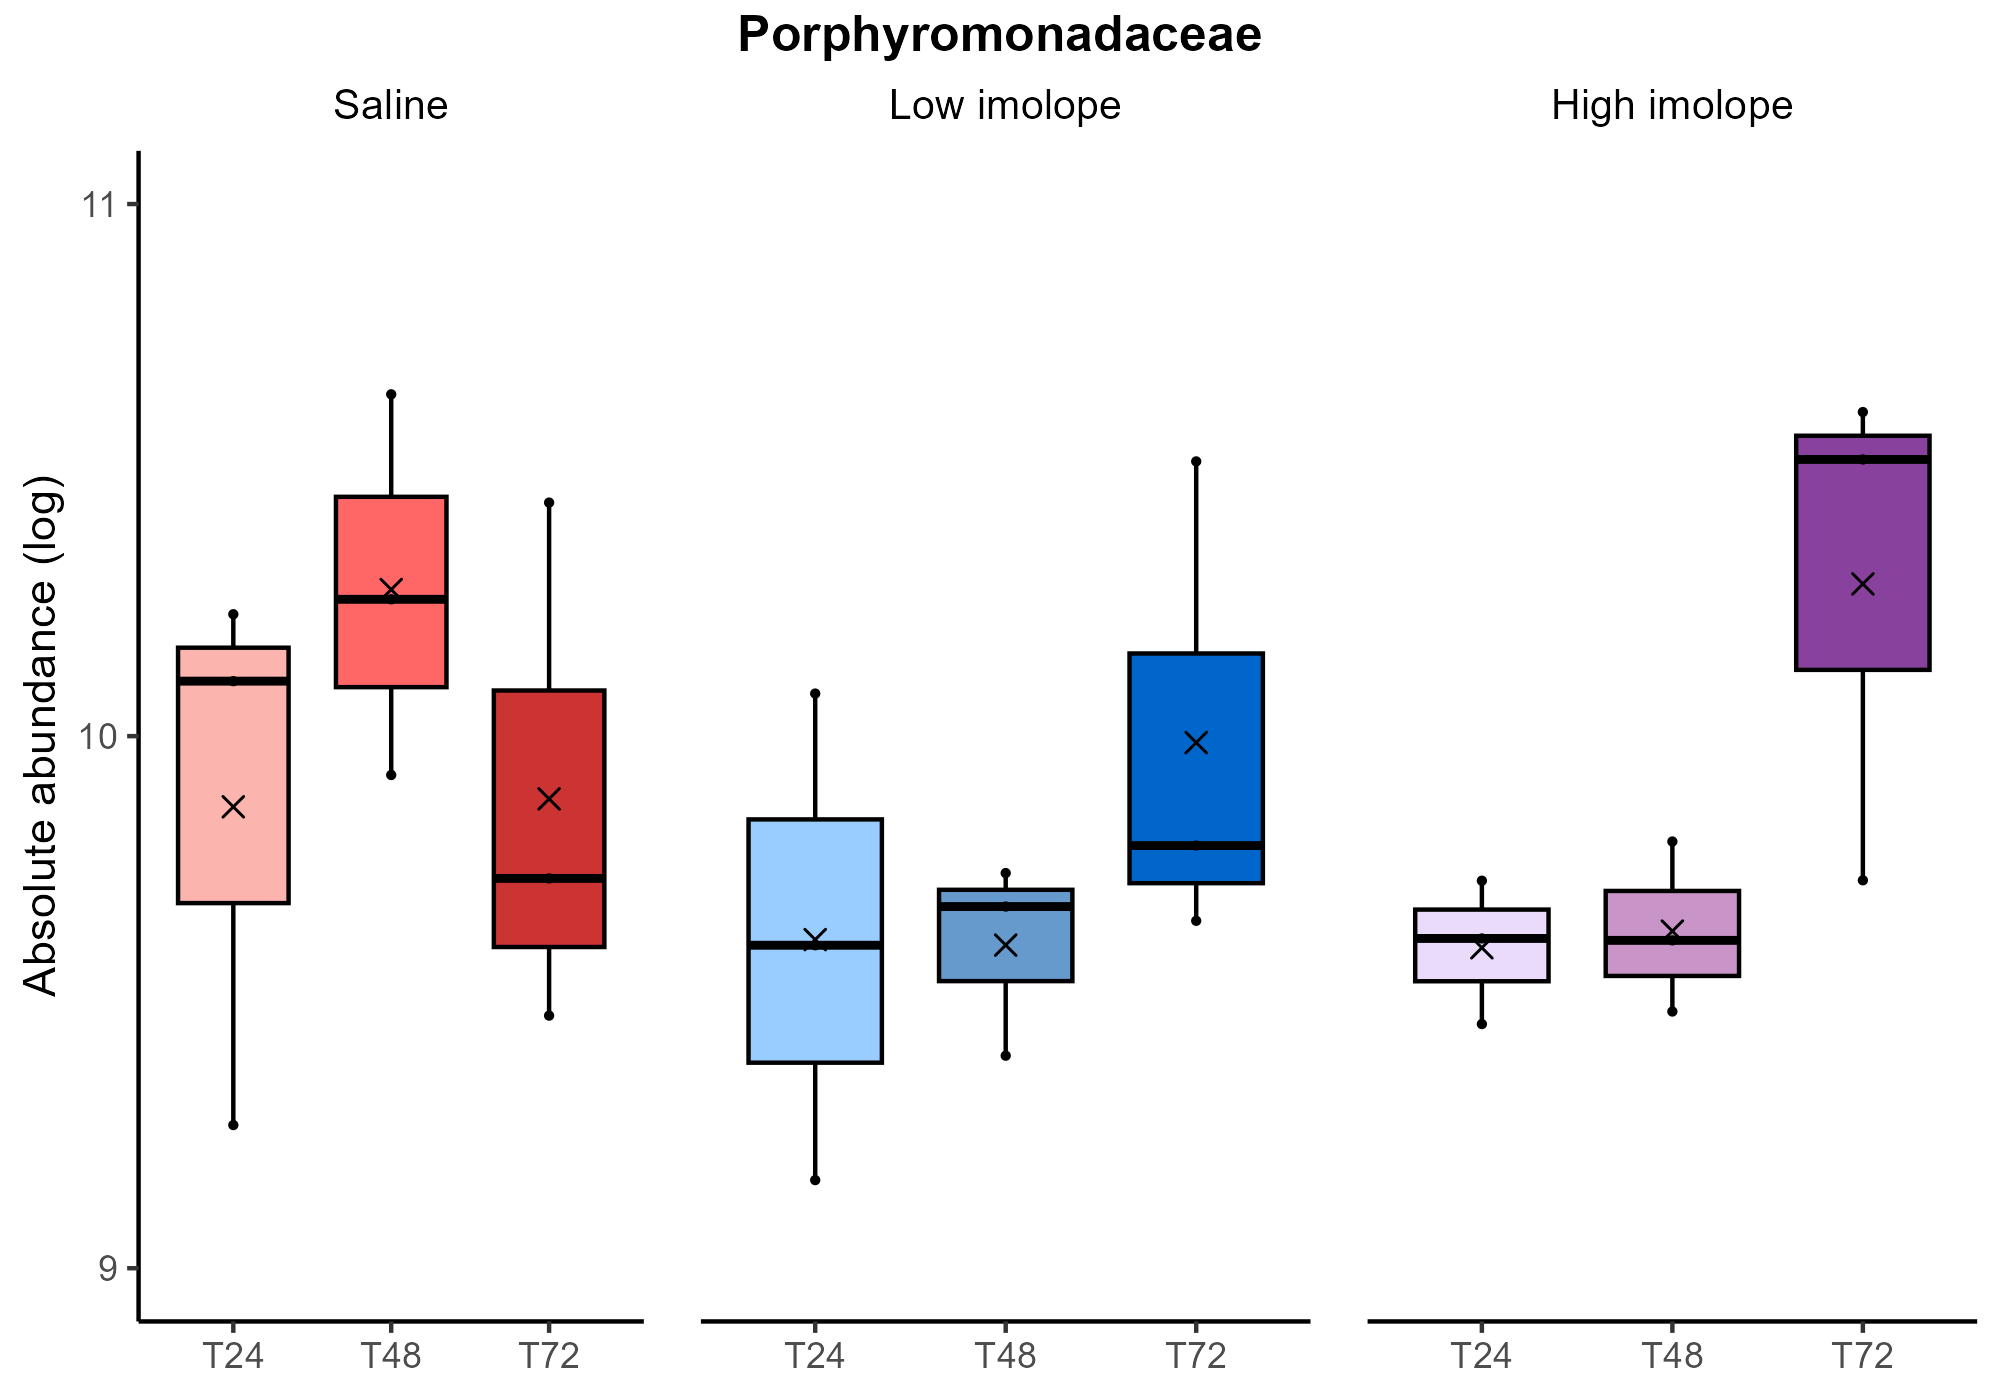 Porphyromonadaceae
Saline
Low imolope
High imolope
Absolute abundance (log)
11
10
9
T24 T48 T72
T24 T48 T72
T24 T48 T72